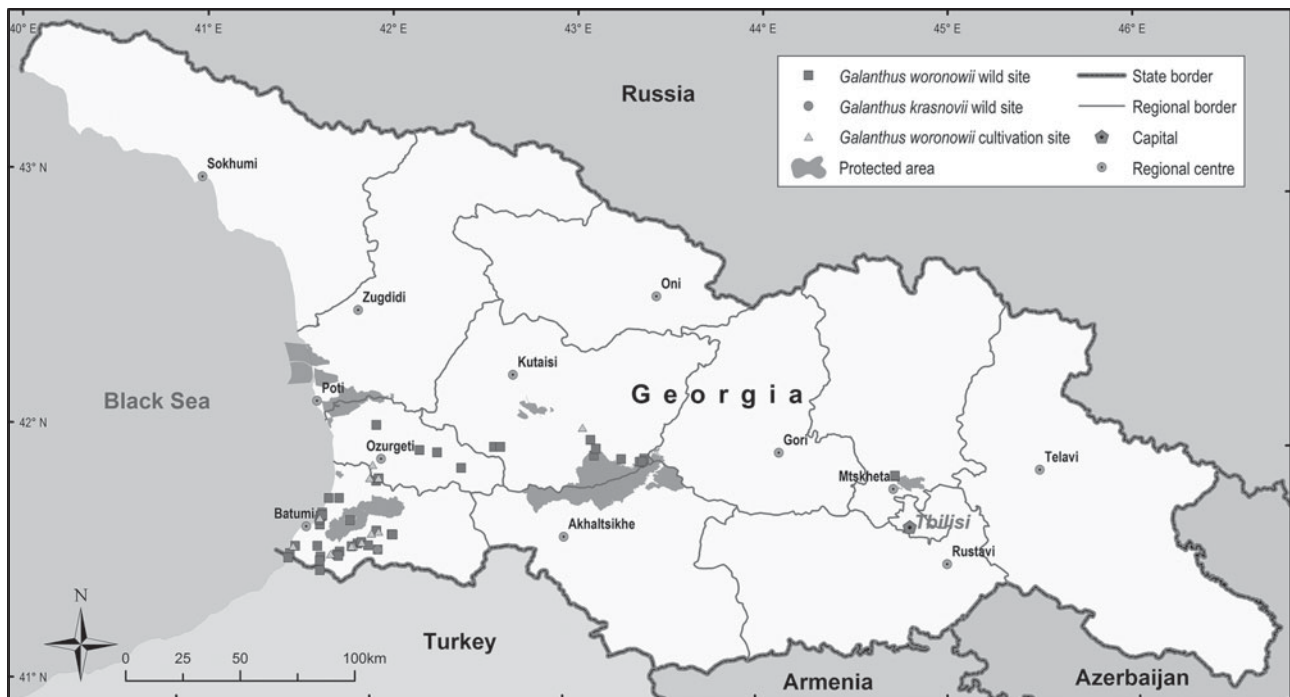 40° E
41° E
42° E
43° E
44° E
45° E
46° E
Galanthus woronowii wild site
Galanthus krasnovii wild site
Galanthus woronowii cultivation site
Protected area
State border
Regional border
Capital
Regional centre
Russia
43° N
Sokhumi
Oni
Zugdidi
Kutaisi
Georgia
Black Sea
Poti
42° N
Ozurgeti
Gori
Telavi
Mtskheta
Batumi
Tbilisi
Akhaltsikhe
Rustavi
N
Turkey
0 25 50 100km
41° N
Armenia
Azerbaijan